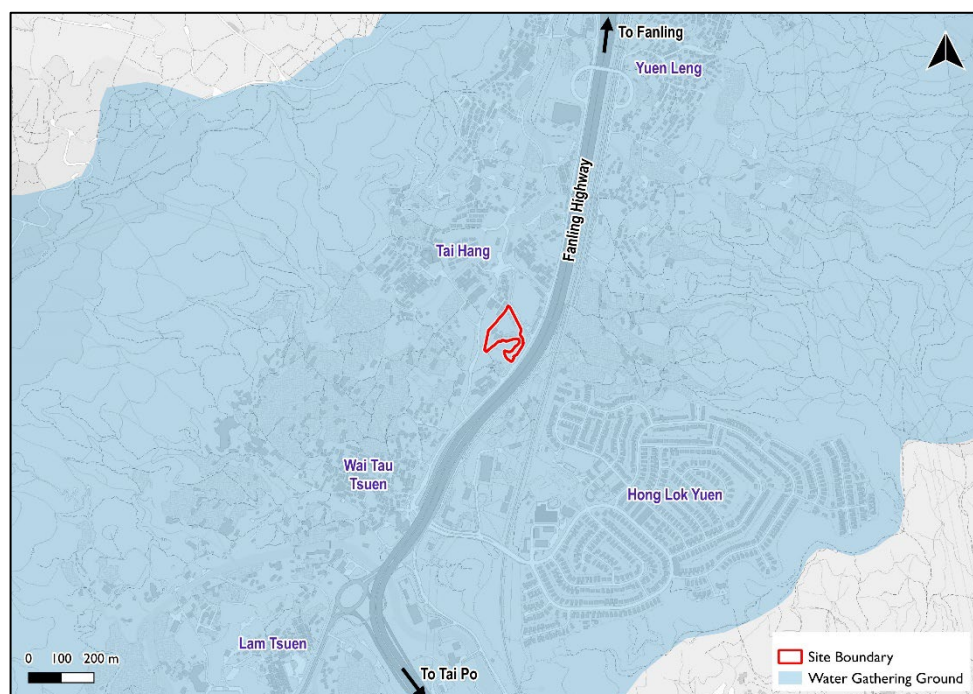 To Fanling
Yuen Leng
Fanling Highway
Tai Hang
Wai Tau
Tsuen
Hong Lok Yuen
Lam Tsuen
To Tai Po
0 100 200 m
Site Boundary
Water Gathering Ground